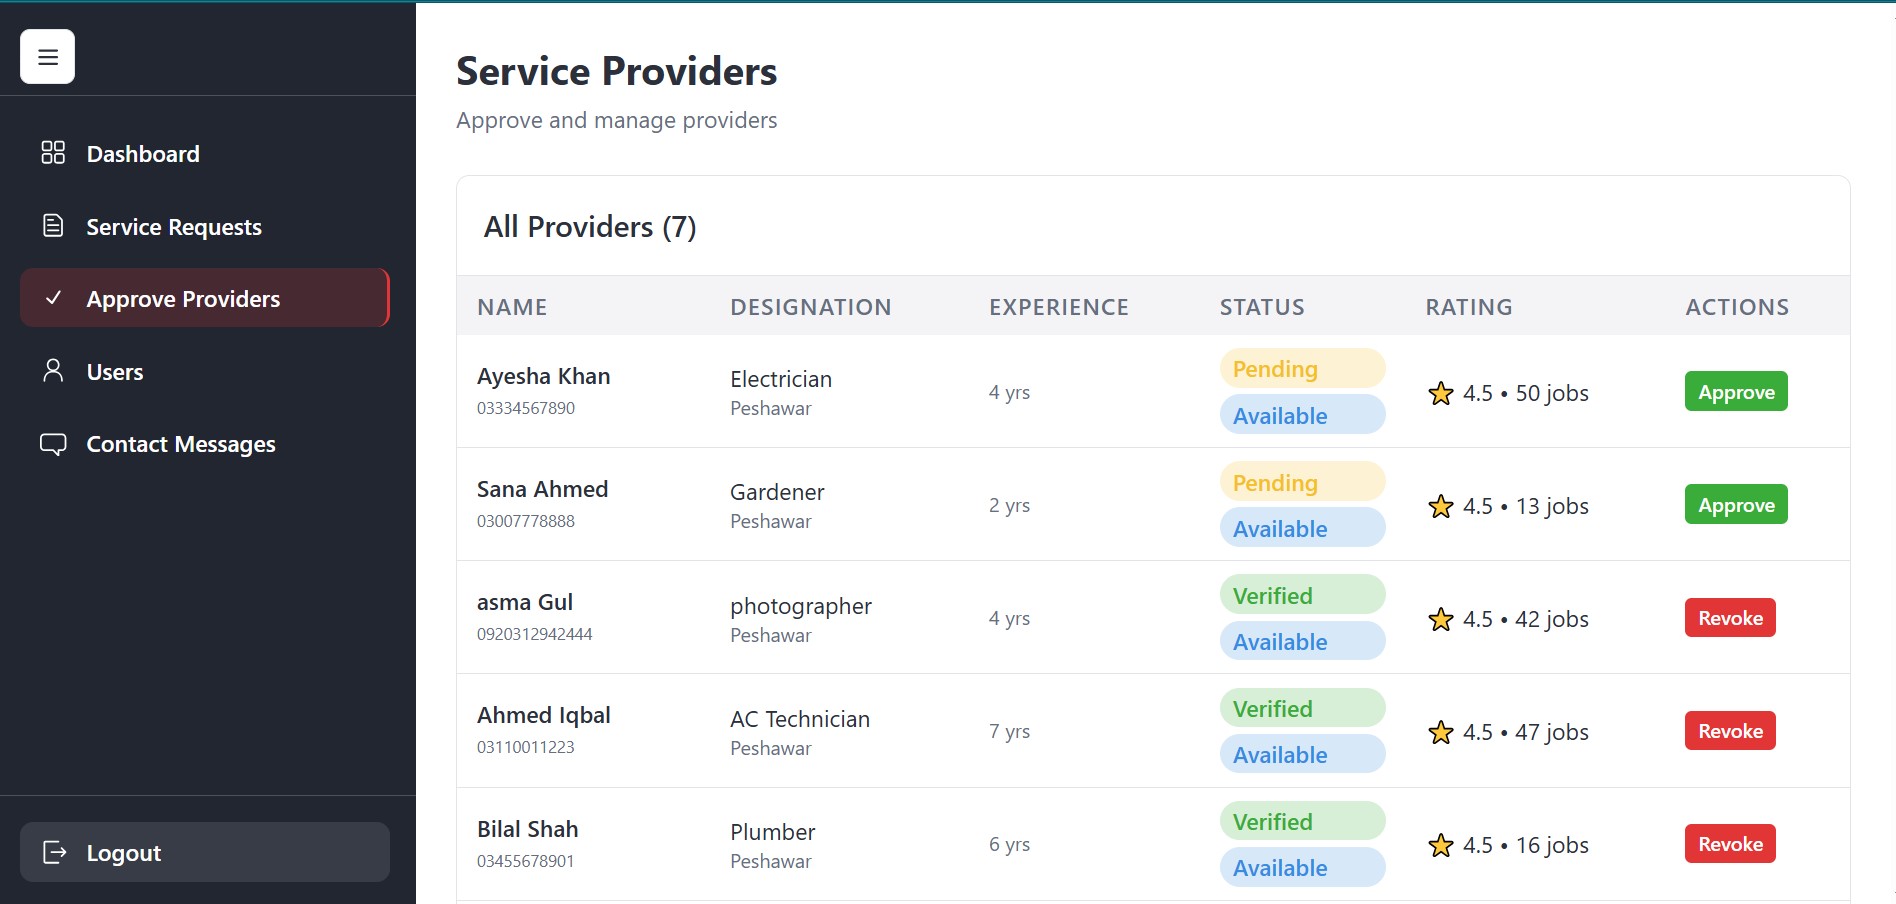 Dashboard
Service Requests
Approve Providers
Users
Contact Messages
Logout
Service Providers
Approve and manage providers
All Providers (7)
NAME DESIGNATION EXPERIENCE STATUS RATING ACTIONS
Ayesha Khan
03334567890
Electrician
Peshawar
4 yrs
Pending
Available
4.5 • 50 jobs
Approve
Sana Ahmed
03007778888
Gardener
Peshawar
2 yrs
Pending
Available
4.5 • 13 jobs
Approve
asma Gul
0920312942444
photographer
Peshawar
4 yrs
Verified
Available
4.5 • 42 jobs
Revoke
Ahmed Iqbal
03110011223
AC Technician
Peshawar
7 yrs
Verified
Available
4.5 • 47 jobs
Revoke
Bilal Shah
03455678901
Plumber
Peshawar
6 yrs
Verified
Available
4.5 • 16 jobs
Revoke